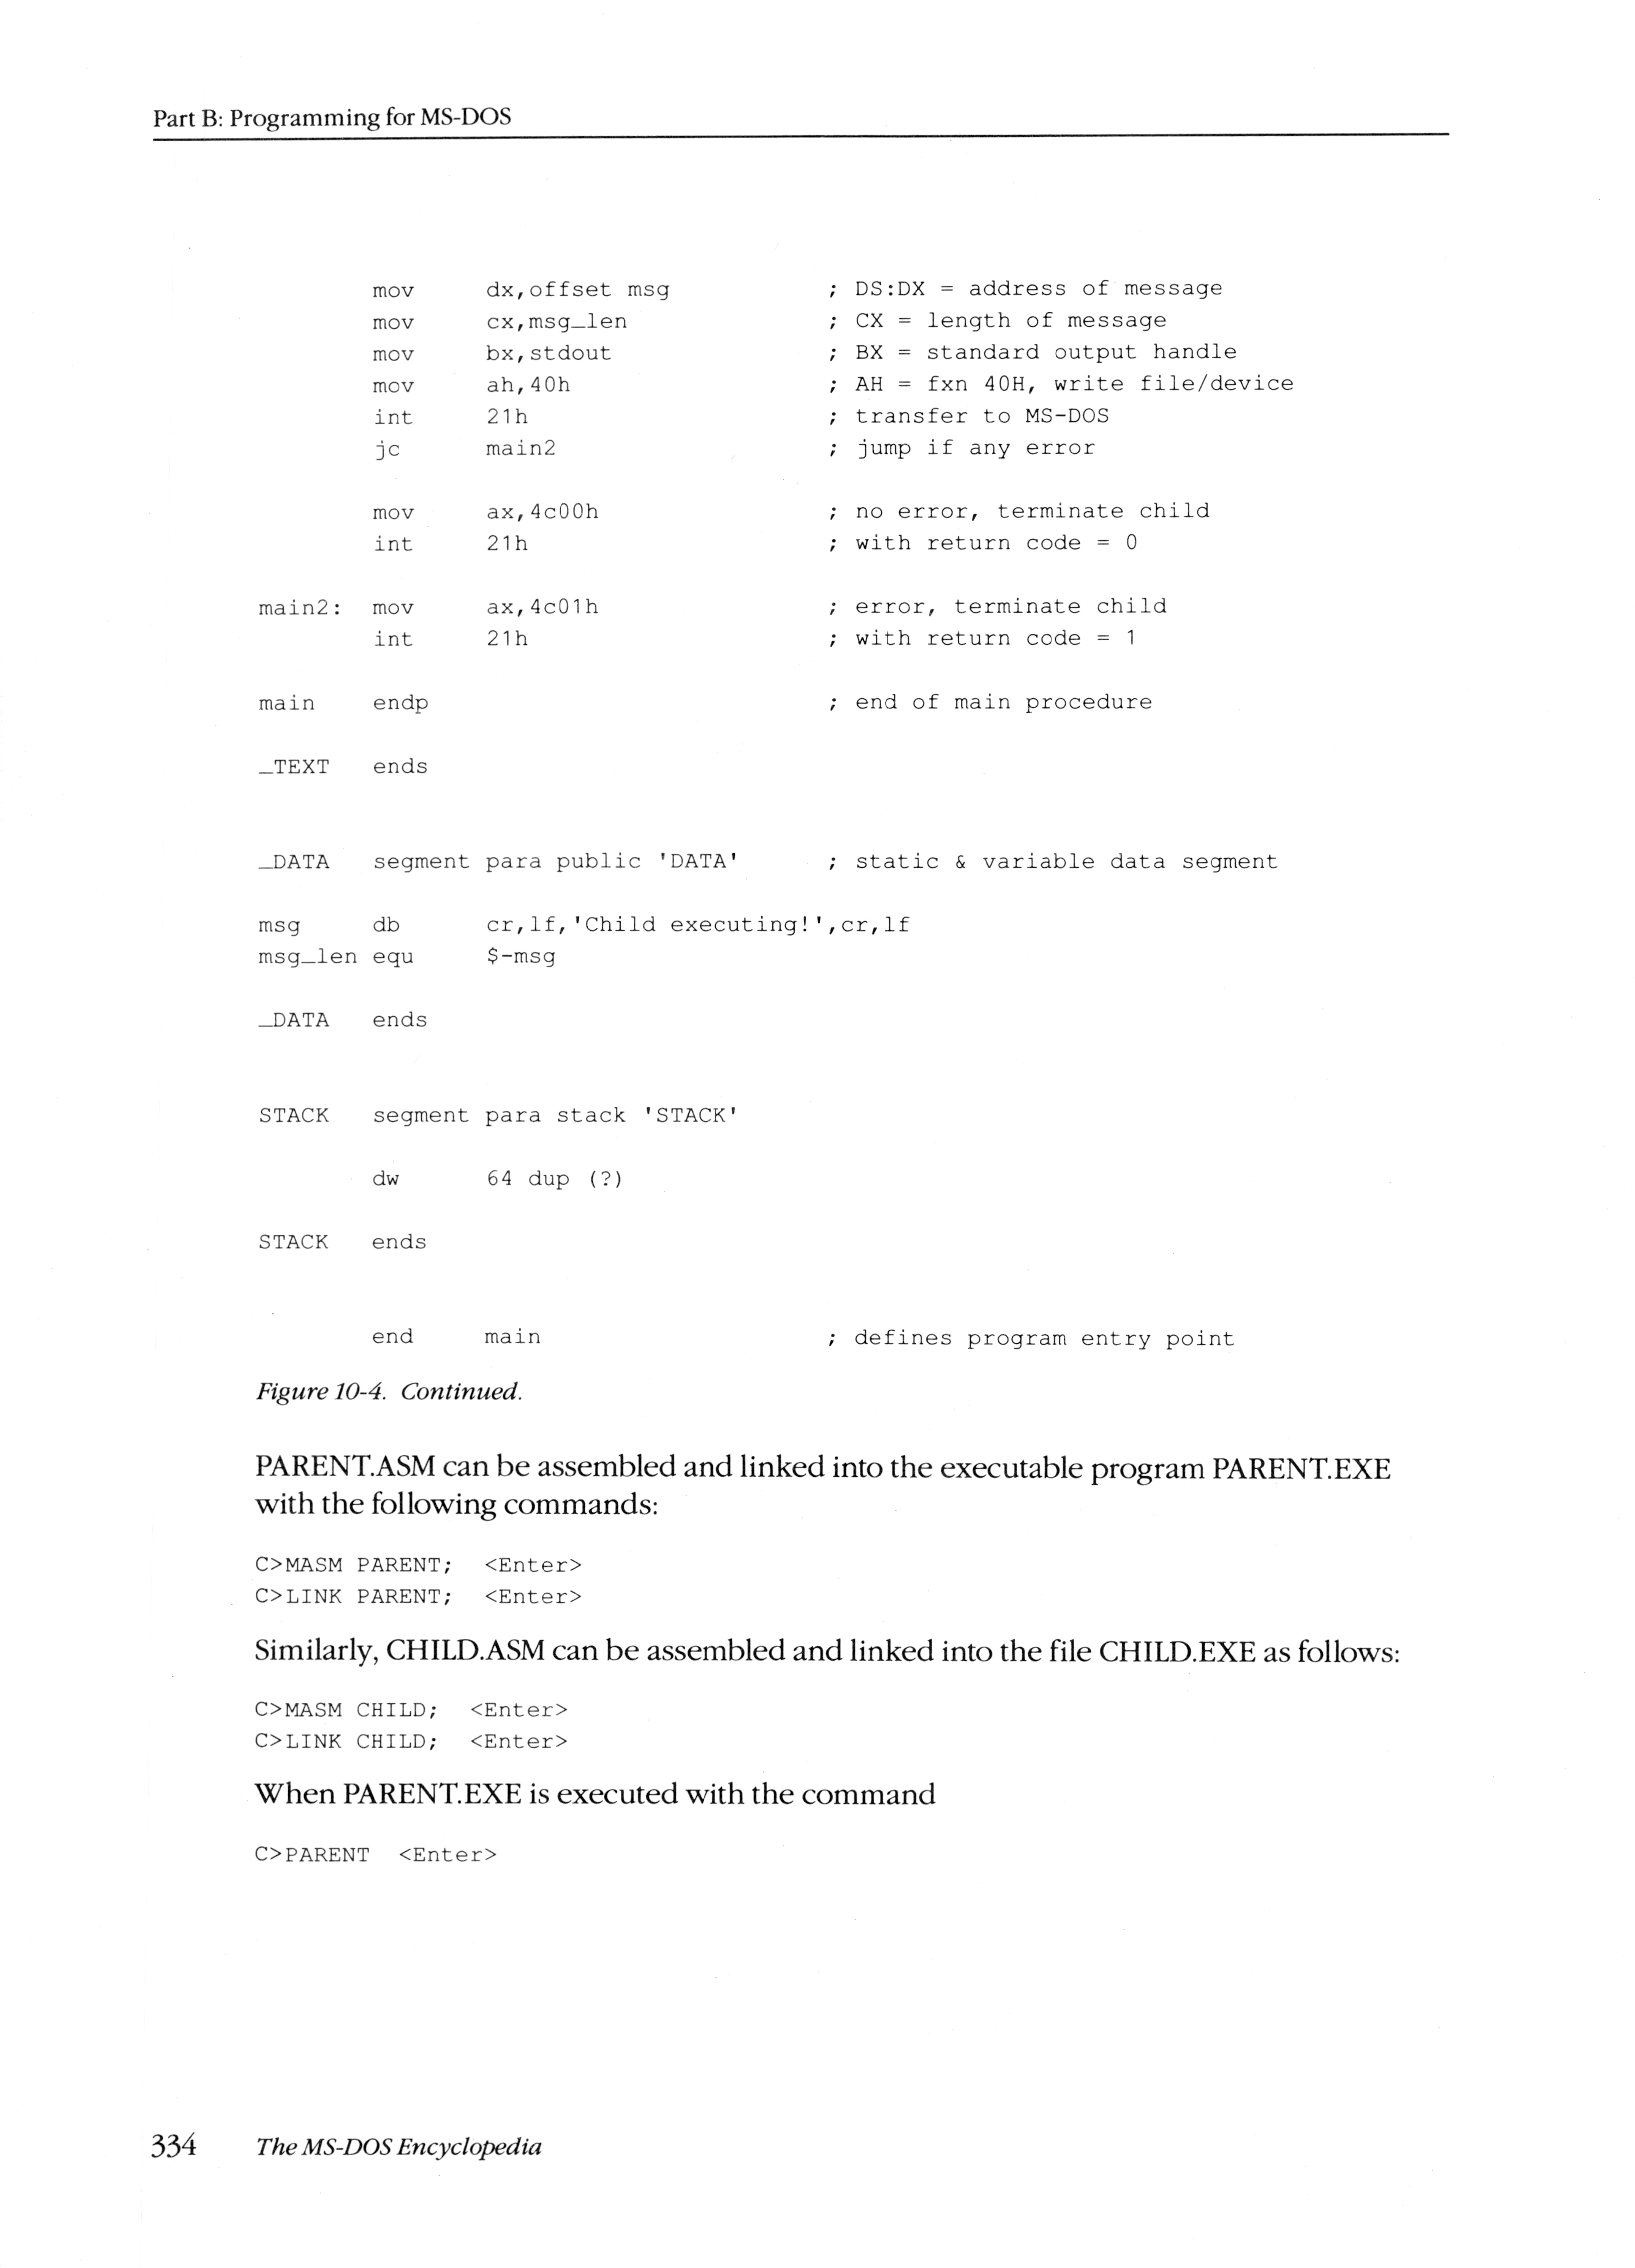 Part B: Programming for MS-DOS
mov dx,offset msg ; DS:DX = address of message
mov cx,msg_len ; CX = length of message
mov bx,stdout ; BX = standard output handle
mov ah,40h ; AH = fxn 40H, write file/device
int 21h ; transfer to MS-DOS
jc main2 ; jump if any error
mov ax,4c00h ; no error, terminate child
int 21h ; with return code = 0
main2: mov ax,4c01h ; error, terminate child
int 21h ; with return code = 1
main endp ; end of main procedure
_TEXT ends
_DATA segment para public 'DATA' ; static & variable data segment
msg db cr,lf,'Child executing!',cr,lf
msg_len equ $-msg
_DATA ends
STACK segment para stack 'STACK'
dw 64 dup (?)
STACK ends
end main ; defines program entry point
Figure 10-4. Continued.
PARENT.ASM can be assembled and linked into the executable program PARENT.EXE
with the following commands:
C>MASM PARENT; <Enter>
C>LINK PARENT; <Enter>
Similarly, CHILD.ASM can be assembled and linked into the file CHILD.EXE as follows:
C>MASM CHILD; <Enter>
C>LINK CHILD; <Enter>
When PARENT.EXE is executed with the command
C>PARENT <Enter>
334 The MS-DOS Encyclopedia